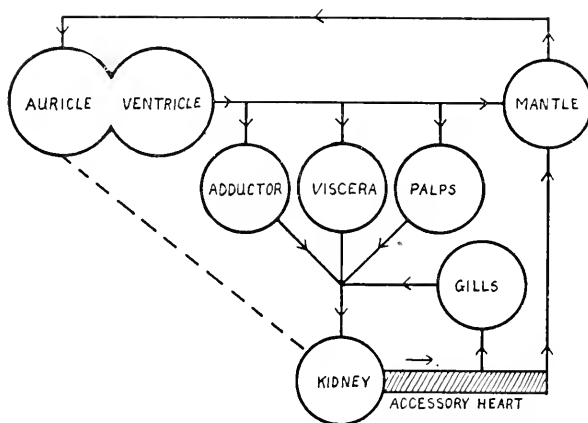 AURICLE
VENTRICLE
MANTLE
ADDUCTOR
VISCERA
PALPS
GILLS
KIDNEY
ACCESSORY HEART